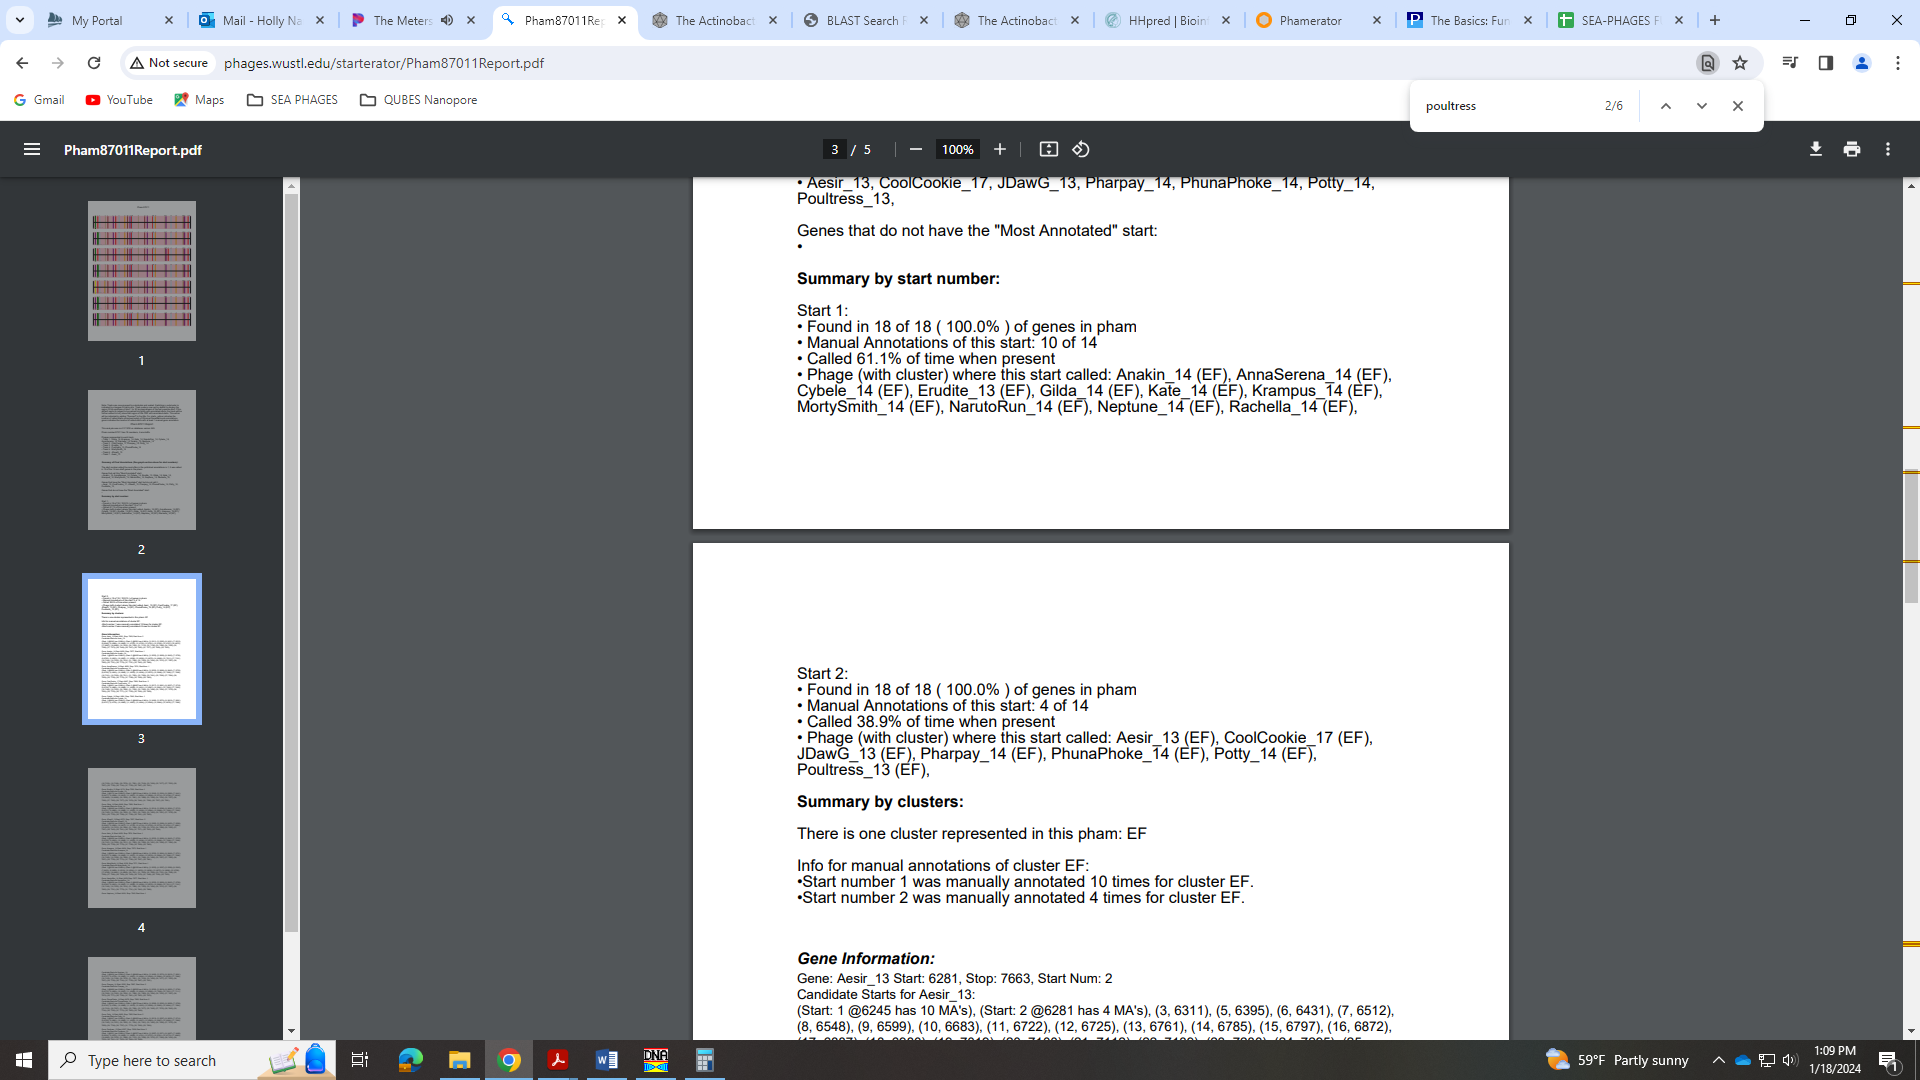 My Portal
Mail - Holly Na
The Meters
Pham87011Rep
The Actinobact
BLAST Search R
The Actinobact
HHpred | Bioin
Phamerator
The Basics: Fun
SEA-PHAGES F
Not secure
phages.wustl.edu/starterator/Pham87011Report.pdf
Gmail
YouTube
Maps
SEA PHAGES
QUBES Nanopore
poultress 2/6
Pham87011Report.pdf
3 / 5
100%
1
2
3
4
• Aesir_13, CoolCookie_17, JDawG_13, Pharpay_14, PhunaPhoke_14, Potty_14,
Poultress_13,
Genes that do not have the "Most Annotated" start:
•
Summary by start number:
Start 1:
• Found in 18 of 18 ( 100.0% ) of genes in pham
• Manual Annotations of this start: 10 of 14
• Called 61.1% of time when present
• Phage (with cluster) where this start called: Anakin_14 (EF), AnnaSerena_14 (EF),
Cybele_14 (EF), Erudite_13 (EF), Gilda_14 (EF), Kate_14 (EF), Krampus_14 (EF),
MortySmith_14 (EF), NarutoRun_14 (EF), Neptune_14 (EF), Rachella_14 (EF),
Start 2:
• Found in 18 of 18 ( 100.0% ) of genes in pham
• Manual Annotations of this start: 4 of 14
• Called 38.9% of time when present
• Phage (with cluster) where this start called: Aesir_13 (EF), CoolCookie_17 (EF),
JDawG_13 (EF), Pharpay_14 (EF), PhunaPhoke_14 (EF), Potty_14 (EF),
Poultress_13 (EF),
Summary by clusters:
There is one cluster represented in this pham: EF
Info for manual annotations of cluster EF:
•Start number 1 was manually annotated 10 times for cluster EF.
•Start number 2 was manually annotated 4 times for cluster EF.
Gene Information:
Gene: Aesir_13 Start: 6281, Stop: 7663, Start Num: 2
Candidate Starts for Aesir_13:
(Start: 1 @6245 has 10 MA's), (Start: 2 @6281 has 4 MA's), (3, 6311), (5, 6395), (6, 6431), (7, 6512),
(8, 6548), (9, 6599), (10, 6683), (11, 6722), (12, 6725), (13, 6761), (14, 6785), (15, 6797), (16, 6872),
Type here to search
DNA
59°F Partly sunny
1:09 PM
1/18/2024
1